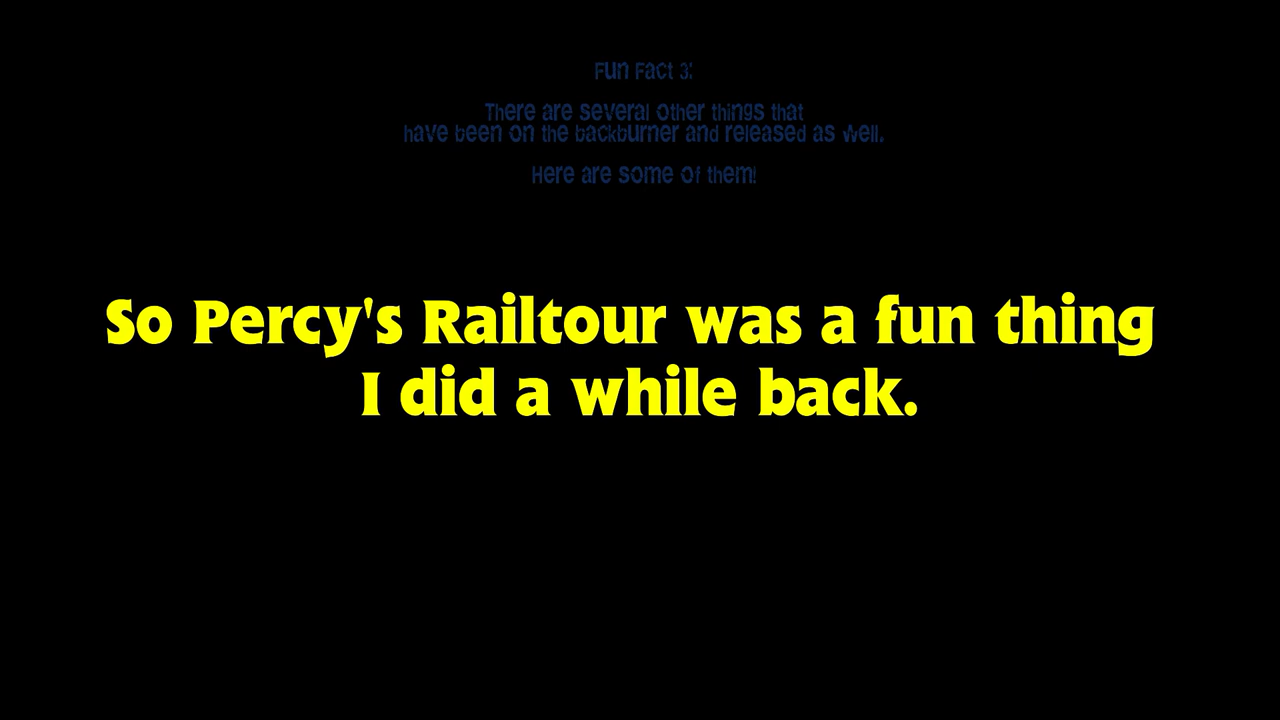 Fun Fact 3:
There are several other things that
have been on the backburner and released as well.
Here are some of them!
So Percy's Railtour was a fun thing
I did a while back.